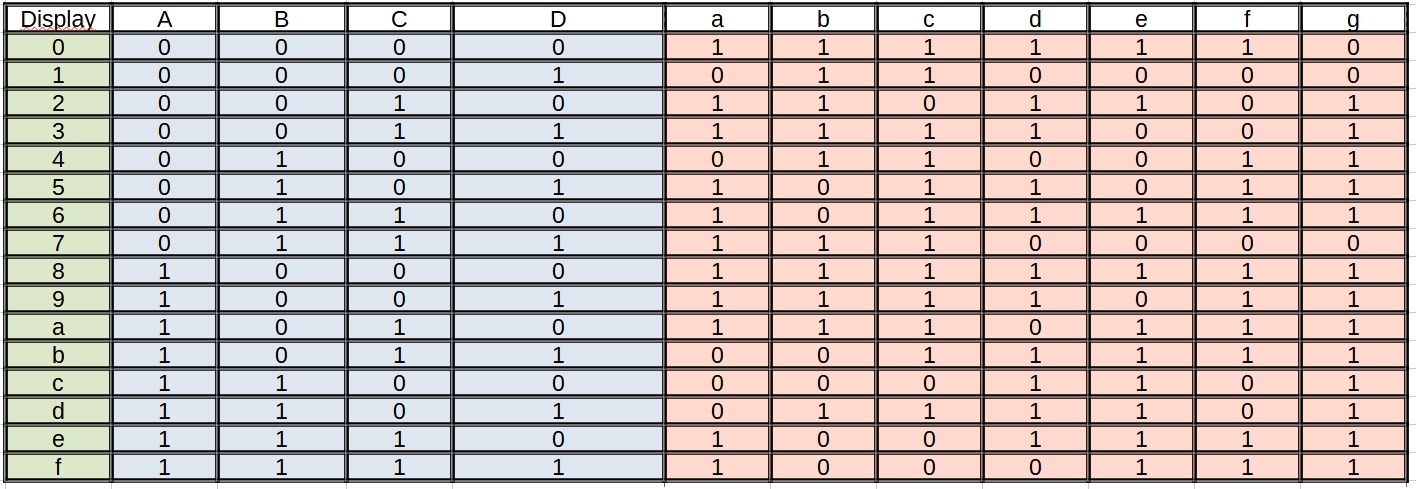 Display A B C D a b c d e f g
0 0 0 0 0 1 1 1 1 1 1 0
1 0 0 0 1 0 1 1 0 0 0 0
2 0 0 1 0 1 1 0 1 1 0 1
3 0 0 1 1 1 1 1 1 0 0 1
4 0 1 0 0 0 1 1 0 0 1 1
5 0 1 0 1 1 0 1 1 0 1 1
6 0 1 1 0 1 0 1 1 1 1 1
7 0 1 1 1 1 1 1 0 0 0 0
8 1 0 0 0 1 1 1 1 1 1 1
9 1 0 0 1 1 1 1 1 0 1 1
a 1 0 1 0 1 1 1 0 1 1 1
b 1 0 1 1 0 0 1 1 1 1 1
c 1 1 0 0 0 0 0 1 1 0 1
d 1 1 0 1 0 1 1 1 1 0 1
e 1 1 1 0 1 0 0 1 1 1 1
f 1 1 1 1 1 0 0 0 1 1 1